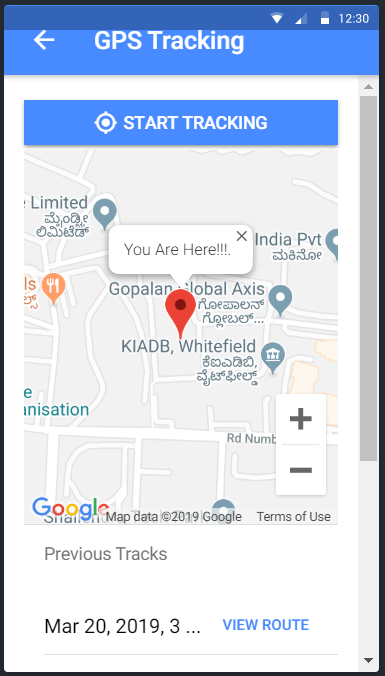 12:30
GPS Tracking
START TRACKING
e Limited
ಮೈಂಡ್ಟ್ರೀ
ಲಿಮಿಟೆಡ್
You Are Here!!!.
India Pvt
ಮಕಿನೋ
ls
ಲ್ಸ್
Gopalan Global Axis
ಗೋಪಾಲನ್
ಗ್ಲೋಬಲ್...
KIADB, Whitefield
ಕೆಐಎಡಿಬಿ,
ವೈಟ್‌ಫೀಲ್ಡ್
e
anisation
Rd Numb
Google
Map data ©2019 Google
Terms of Use
Previous Tracks
Mar 20, 2019, 3 ...
VIEW ROUTE